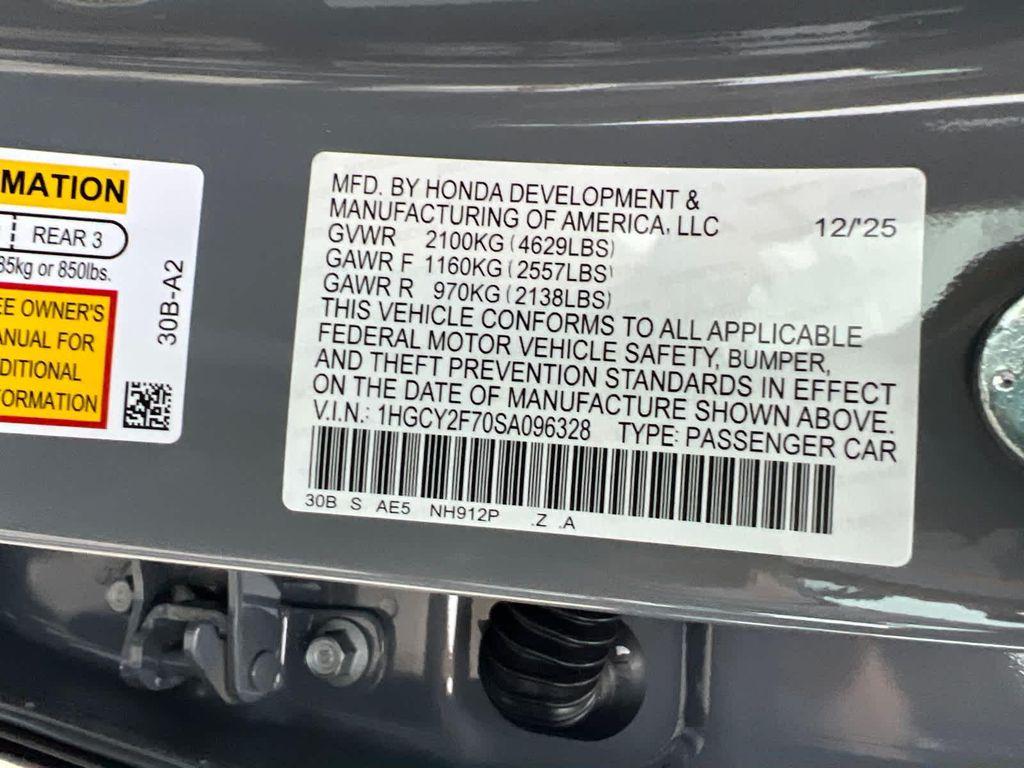 MATION
REAR 3
85kg or 850lbs.
EE OWNER'S
ANUAL FOR
DITIONAL
FORMATION
30B-A2
MFD. BY HONDA DEVELOPMENT &
MANUFACTURING OF AMERICA, LLC 12/'25
GVWR 2100KG (4629LBS)
GAWR F 1160KG (2557LBS)
GAWR R 970KG (2138LBS)
THIS VEHICLE CONFORMS TO ALL APPLICABLE
FEDERAL MOTOR VEHICLE SAFETY, BUMPER,
AND THEFT PREVENTION STANDARDS IN EFFECT
ON THE DATE OF MANUFACTURE SHOWN ABOVE.
V.I.N.: 1HGCY2F70SA096328 TYPE: PASSENGER CAR
30B S AE5 NH912P .Z .A